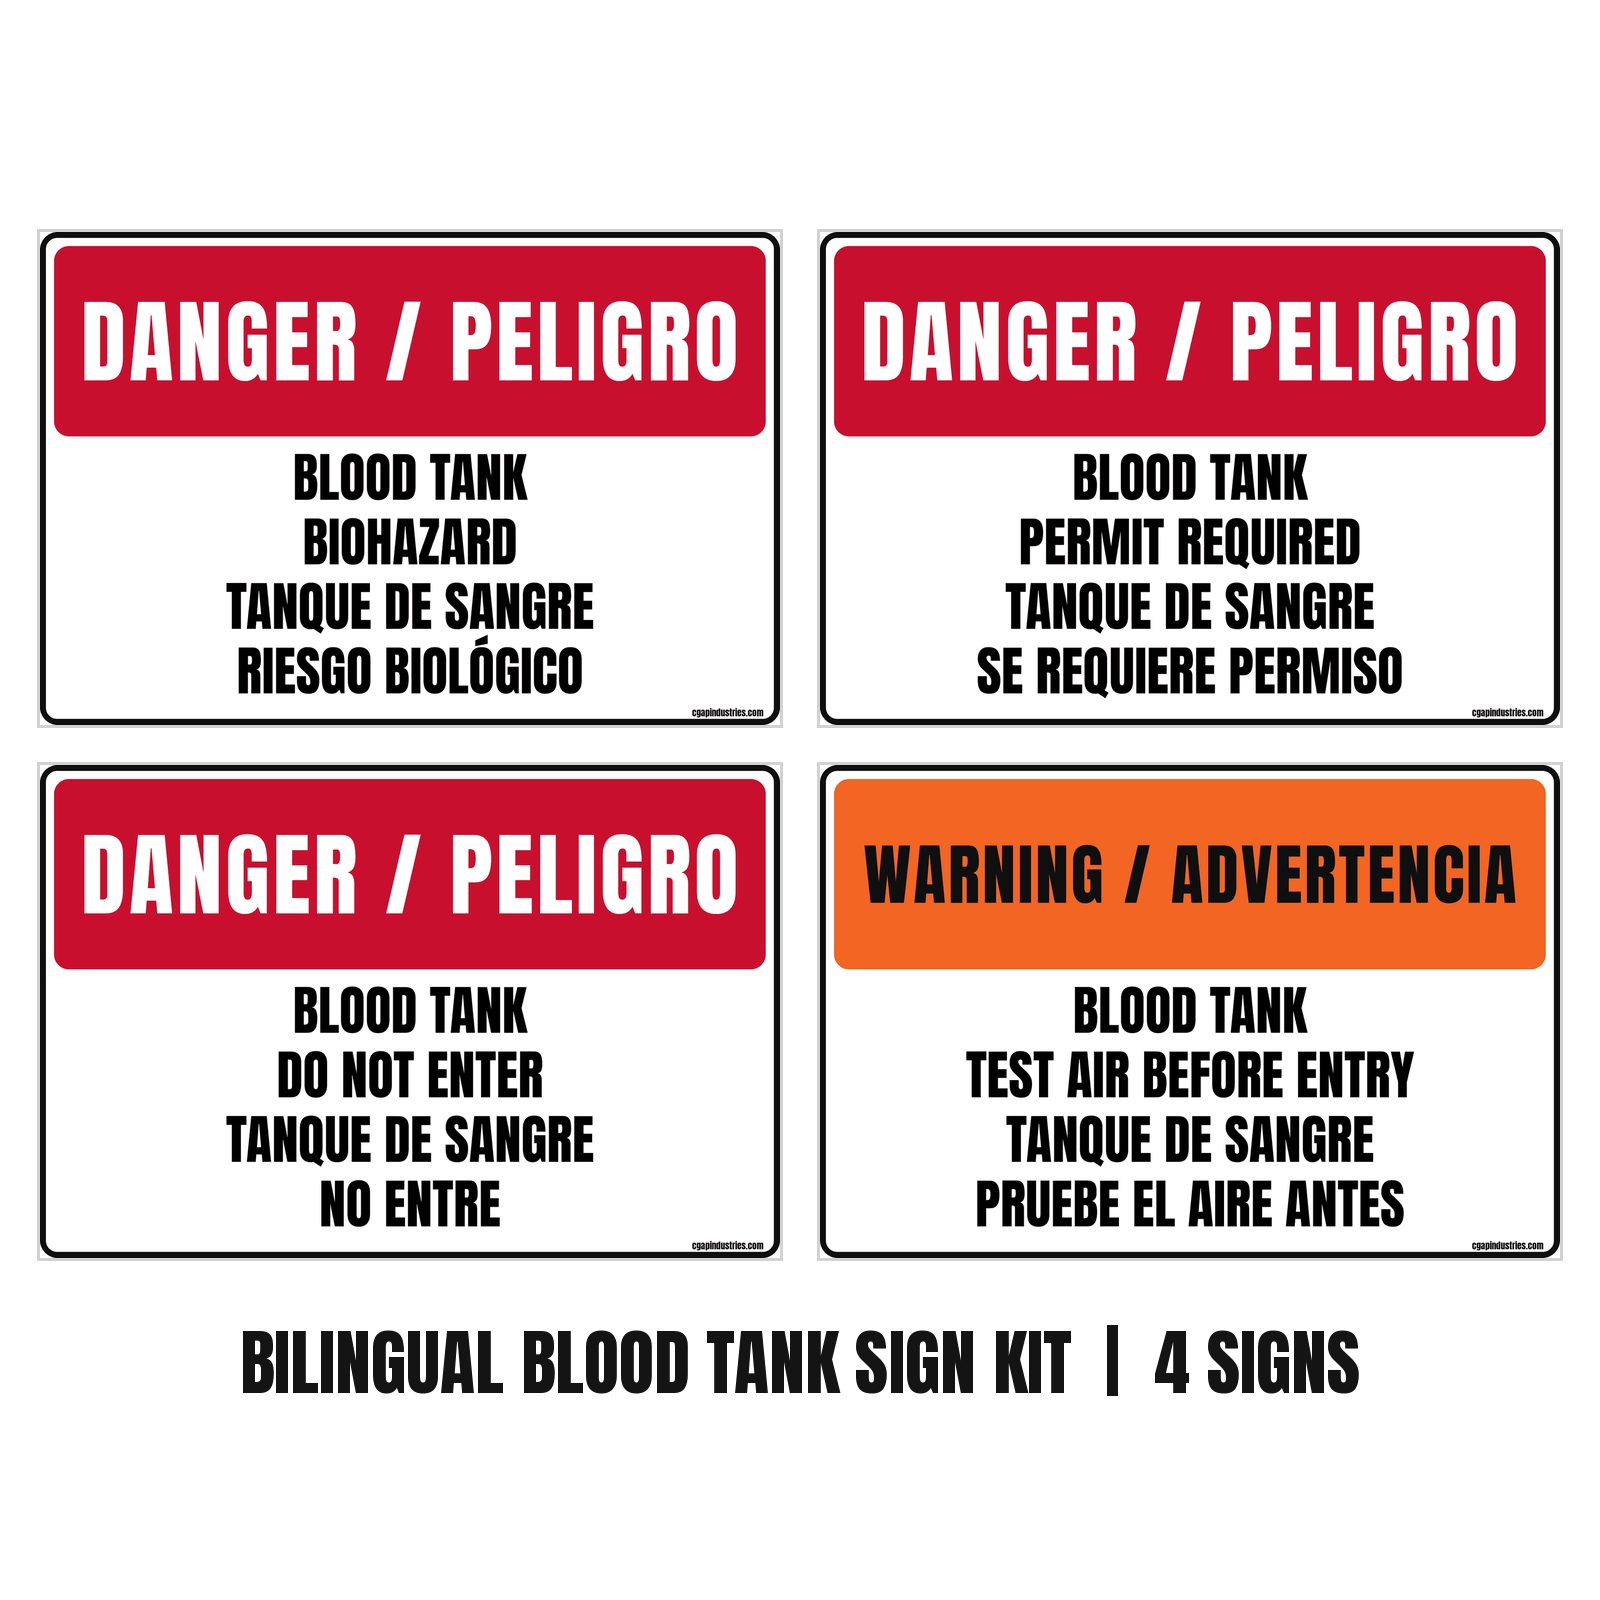 DANGER / PELIGRO
BLOOD TANK
BIOHAZARD
TANQUE DE SANGRE
RIESGO BIOLÓGICO
cgapindustries.com
DANGER / PELIGRO
BLOOD TANK
PERMIT REQUIRED
TANQUE DE SANGRE
SE REQUIERE PERMISO
cgapindustries.com
DANGER / PELIGRO
BLOOD TANK
DO NOT ENTER
TANQUE DE SANGRE
NO ENTRE
cgapindustries.com
WARNING / ADVERTENCIA
BLOOD TANK
TEST AIR BEFORE ENTRY
TANQUE DE SANGRE
PRUEBE EL AIRE ANTES
cgapindustries.com
BILINGUAL BLOOD TANK SIGN KIT | 4 SIGNS